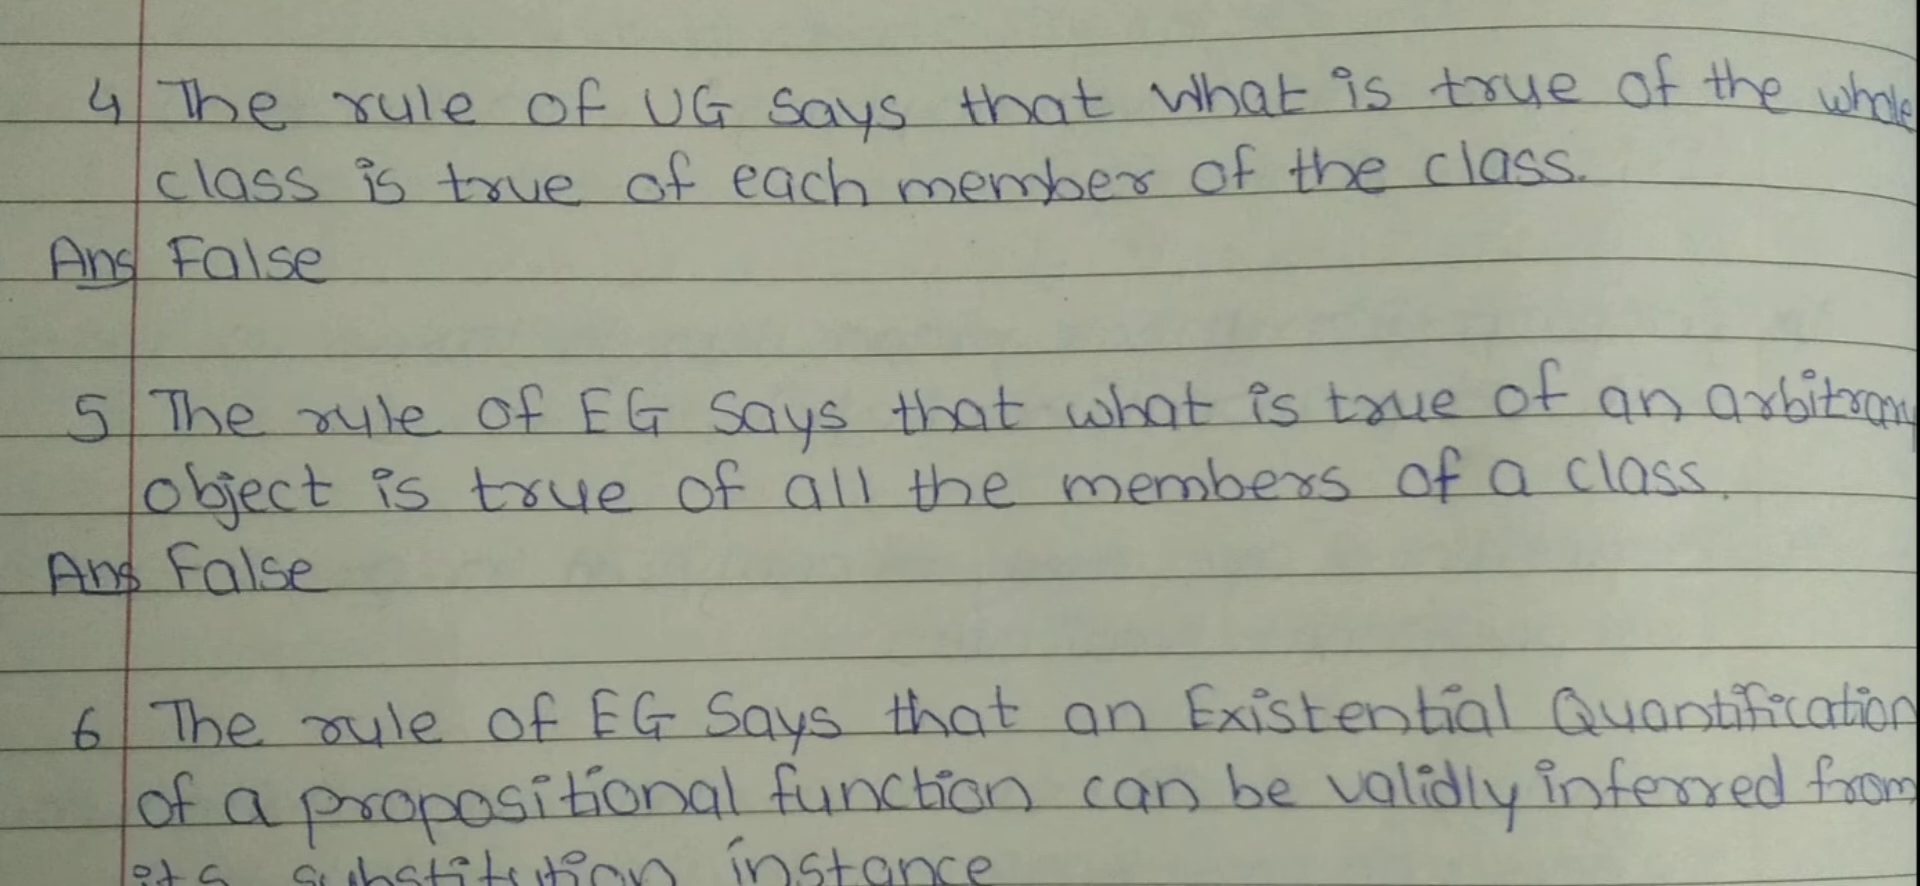 4 The rule of UG says that what is true of the whole
class is true of each member of the class.
Ans False
5 The rule of EG says that what is true of an arbitrary
object is true of all the members of a class.
Ans False
6 The rule of EG says that an Existential Quantification
of a propositional function can be validly inferred from
its substitution instance